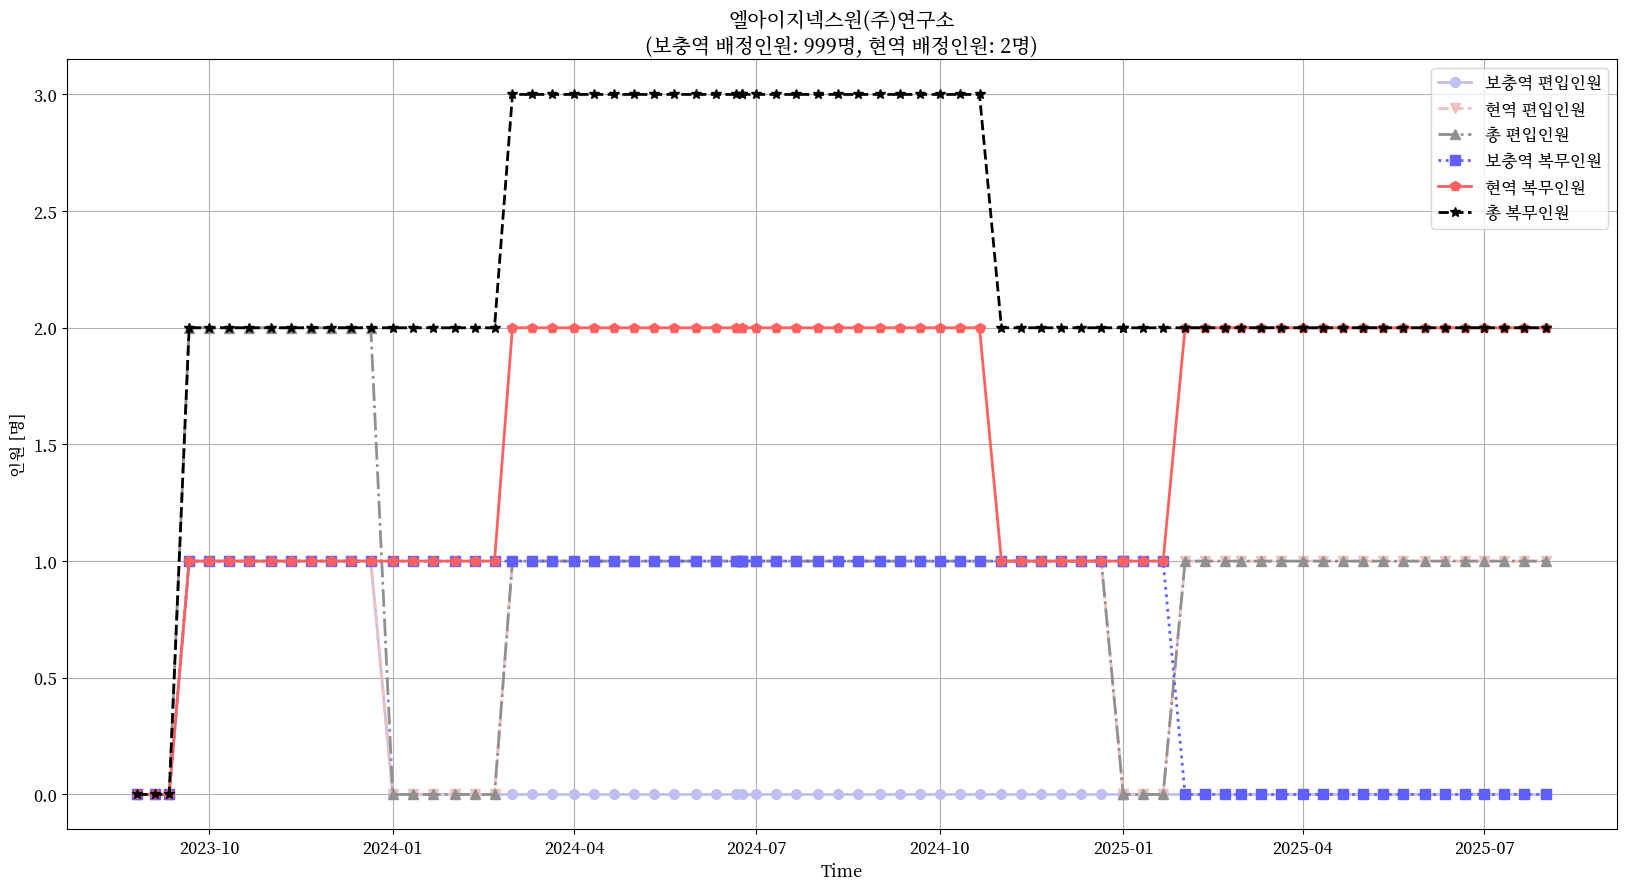 엘아이지넥스원(주)연구소
(보충역 배정인원: 999명, 현역 배정인원: 2명)
보충역 편입인원
현역 편입인원
총 편입인원
보충역 복무인원
현역 복무인원
총 복무인원
인원 [명]
3.0
2.5
2.0
1.5
1.0
0.5
0.0
2023-10
2024-01
2024-04
2024-07
2024-10
2025-01
2025-04
2025-07
Time